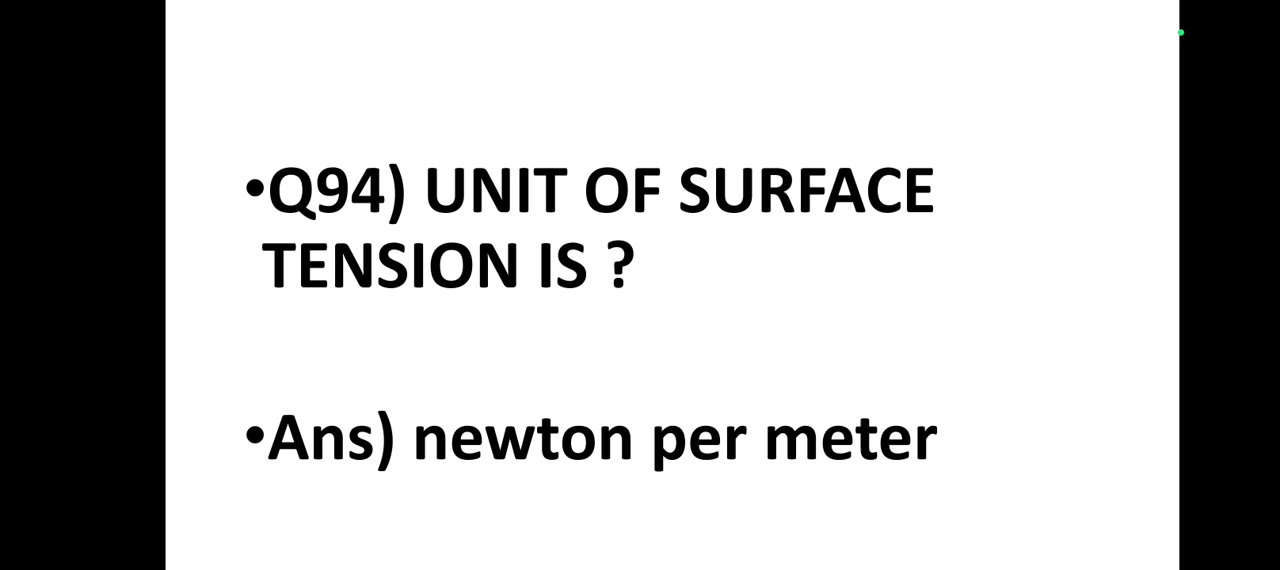 •Q94) UNIT OF SURFACE
TENSION IS ?
•Ans) newton per meter